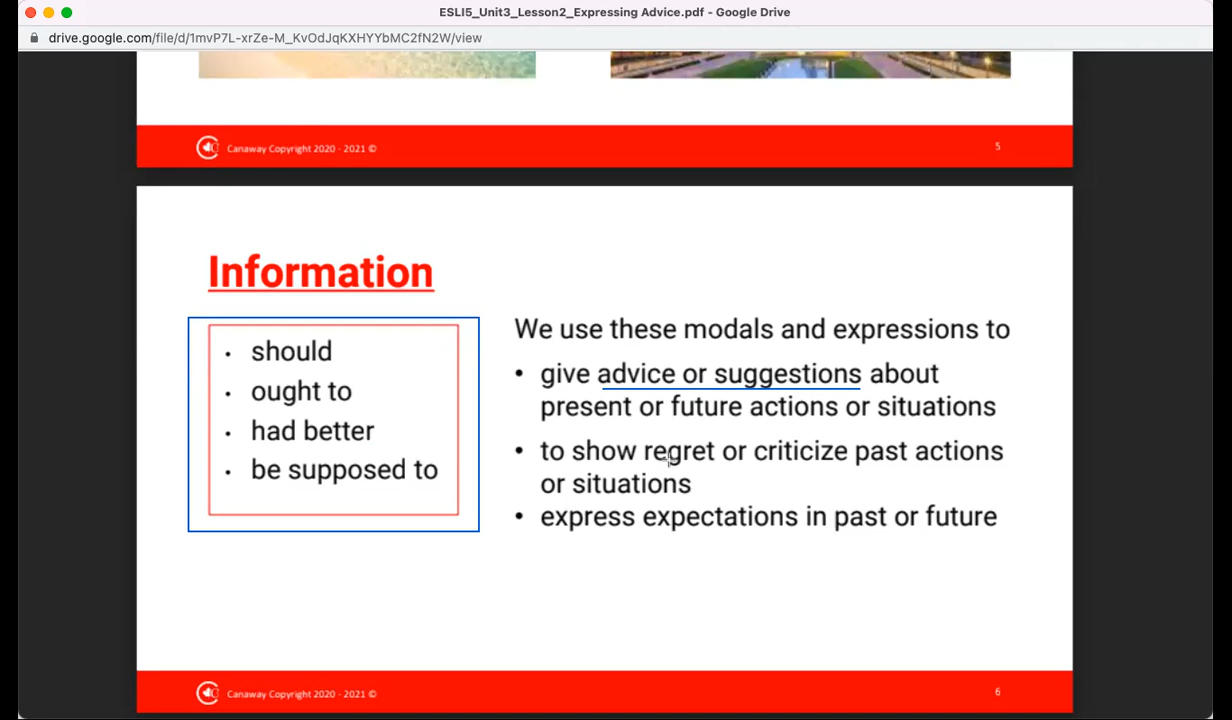 ESLI5_Unit3_Lesson2_Expressing Advice.pdf - Google Drive
drive.google.com/file/d/1mvP7L-xrZe-M_KvOdJqKXHYYbMC2fN2W/view
Canaway Copyright 2020 - 2021 ©
5
Information
• should
• ought to
• had better
• be supposed to
We use these modals and expressions to
• give advice or suggestions about
present or future actions or situations
• to show regret or criticize past actions
or situations
• express expectations in past or future
Canaway Copyright 2020 - 2021 ©
6